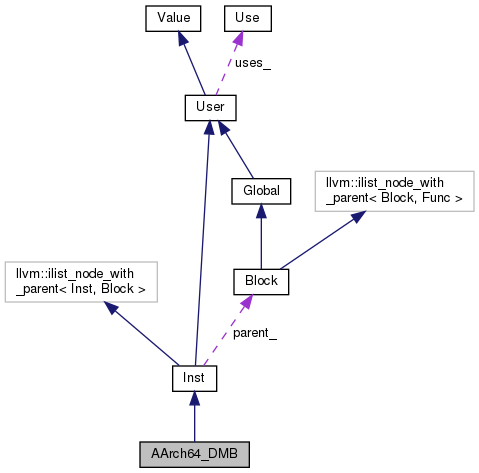 Value
Use
uses_
User
Global
llvm::ilist_node_with
_parent< Block, Func >
llvm::ilist_node_with
_parent< Inst, Block >
Block
parent_
Inst
AArch64_DMB